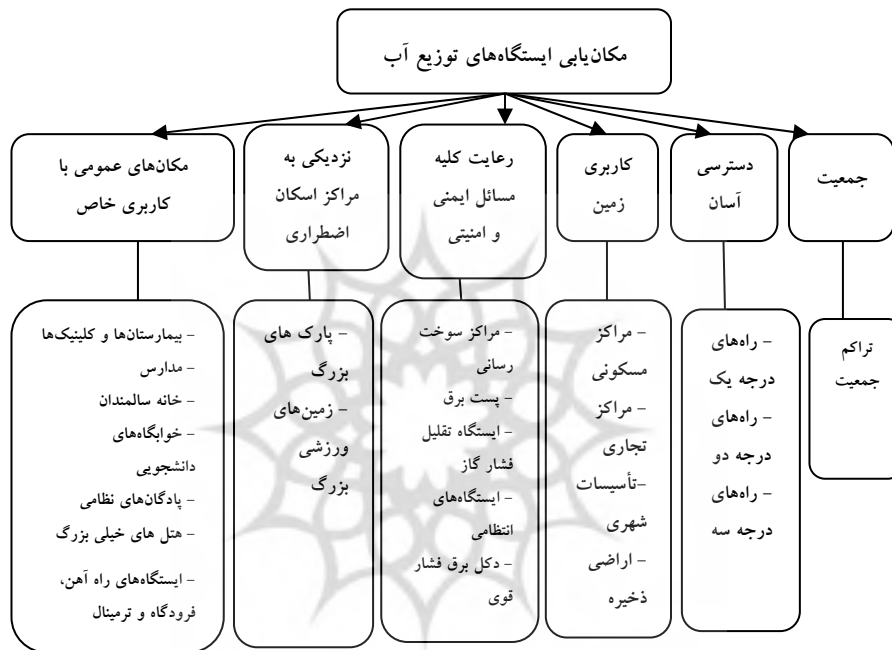 مکان‌یابی ایستگاه‌های توزیع آب
جمعیت
دسترسی
آسان
کاربری
زمین
رعایت کلیه
مسائل ایمنی
و امنیتی
نزدیکی به
مراکز اسکان
اضطراری
مکان‌های عمومی با
کاربری خاص
تراکم
جمعیت
- راه‌های
درجه یک
- راه‌های
درجه دو
- راه‌های
درجه سه
- مراکز
مسکونی
- مراکز
تجاری
-تأسیسات
شهری
- اراضی
ذخیره
- مراکز سوخت
رسانی
- پست برق
- ایستگاه تقلیل
فشار گاز
- ایستگاه‌های
انتظامی
- دکل برق فشار
قوی
- پارک های
بزرگ
- زمین‌های
ورزشی
بزرگ
- بیمارستان‌ها و کلینیک‌ها
- مدارس
- خانه سالمندان
- خوابگاه‌های
دانشجویی
- پادگان‌های نظامی
- هتل های خیلی بزرگ
- ایستگاه‌های راه آهن،
فرودگاه و ترمینال